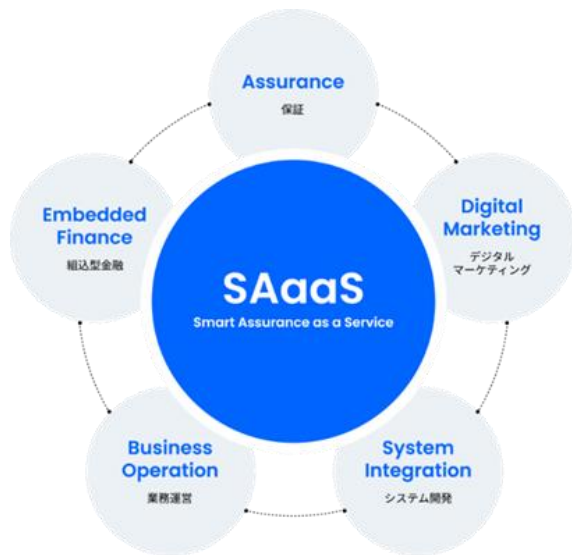 Assurance
保証
Embedded
Finance
組込型金融
Digital
Marketing
デジタル
マーケティング
SAaaS
Smart Assurance as a Service
Business
Operation
業務運営
System
Integration
システム開発